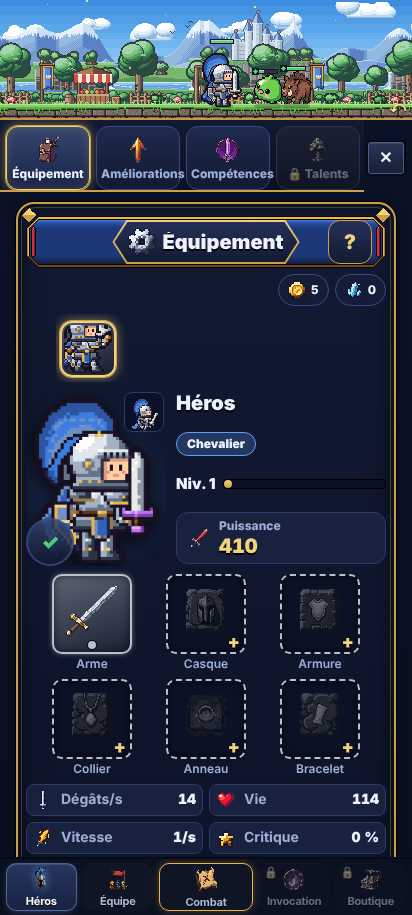 Équipement
Améliorations
Compétences
Talents
×
Équipement
?
5
0
Héros
Chevalier
Niv. 1
Puissance
410
Arme
Casque
Armure
Collier
Anneau
Bracelet
Dégâts/s 14
Vie 114
Vitesse 1/s
Critique 0 %
Héros
Équipe
Combat
Invocation
Boutique